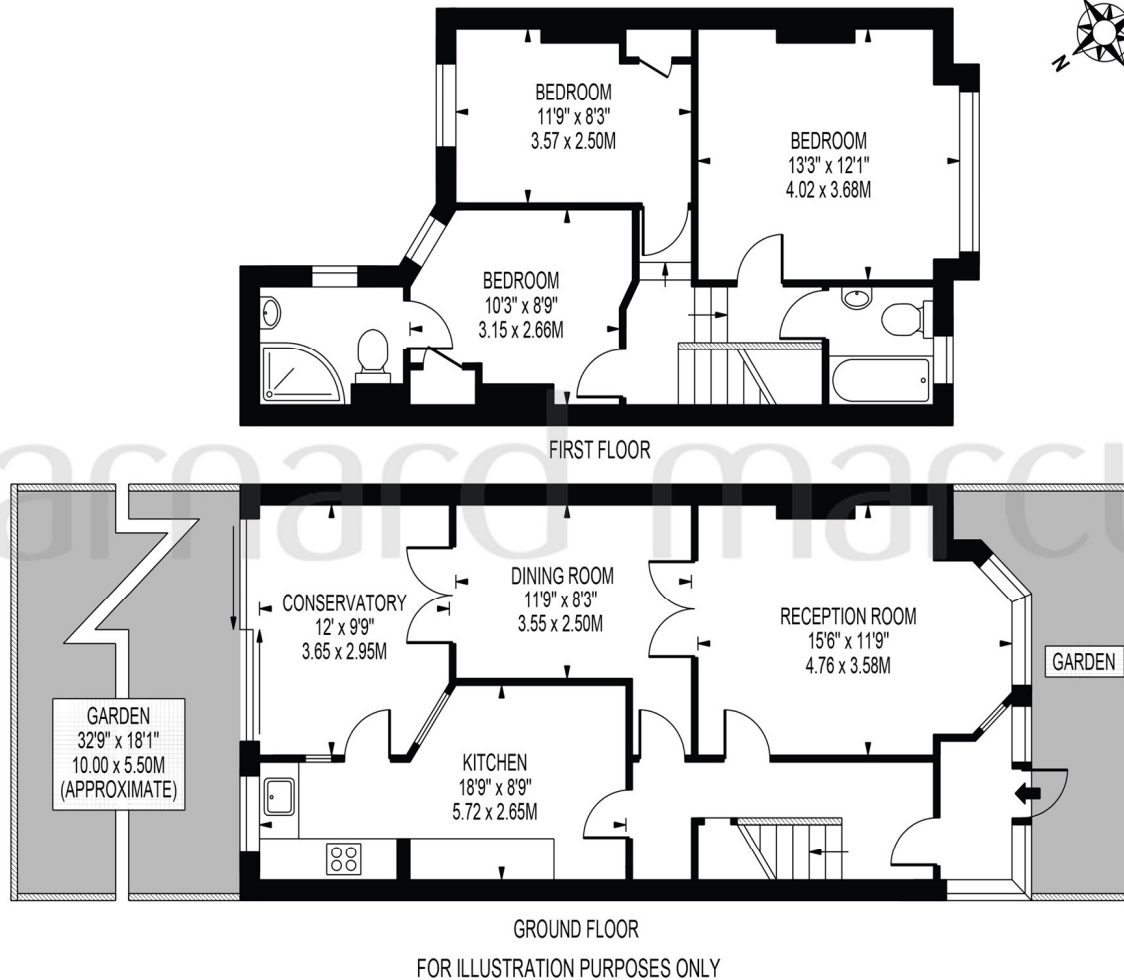 N
BEDROOM
11'9" x 8'3"
3.57 x 2.50M
BEDROOM
13'3" x 12'1"
4.02 x 3.68M
BEDROOM
10'3" x 8'9"
3.15 x 2.66M
FIRST FLOOR
arnard marcu
CONSERVATORY
12' x 9'9"
3.65 x 2.95M
DINING ROOM
11'9" x 8'3"
3.55 x 2.50M
RECEPTION ROOM
15'6" x 11'9"
4.76 x 3.58M
GARDEN
GARDEN
32'9" x 18'1"
10.00 x 5.50M
(APPROXIMATE)
KITCHEN
18'9" x 8'9"
5.72 x 2.65M
GROUND FLOOR
FOR ILLUSTRATION PURPOSES ONLY